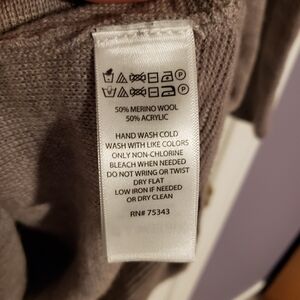 50% MERINO WOOL
50% ACRYLIC
HAND WASH COLD
WASH WITH LIKE COLORS
ONLY NON-CHLORINE
BLEACH WHEN NEEDED
DO NOT WRING OR TWIST
DRY FLAT
LOW IRON IF NEEDED
OR DRY CLEAN
RN# 75343